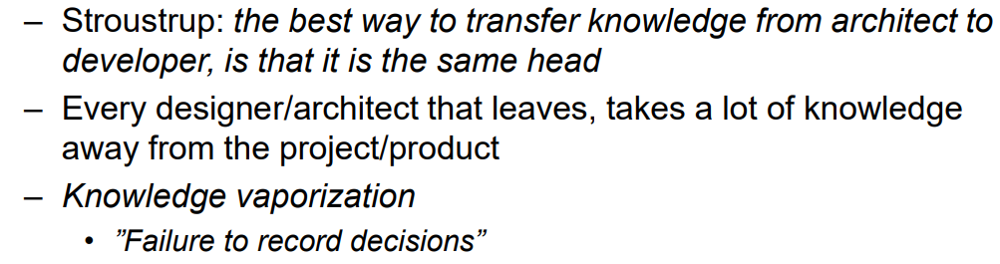 – Stroustrup: the best way to transfer knowledge from architect to
developer, is that it is the same head
– Every designer/architect that leaves, takes a lot of knowledge
away from the project/product
– Knowledge vaporization
• ”Failure to record decisions”